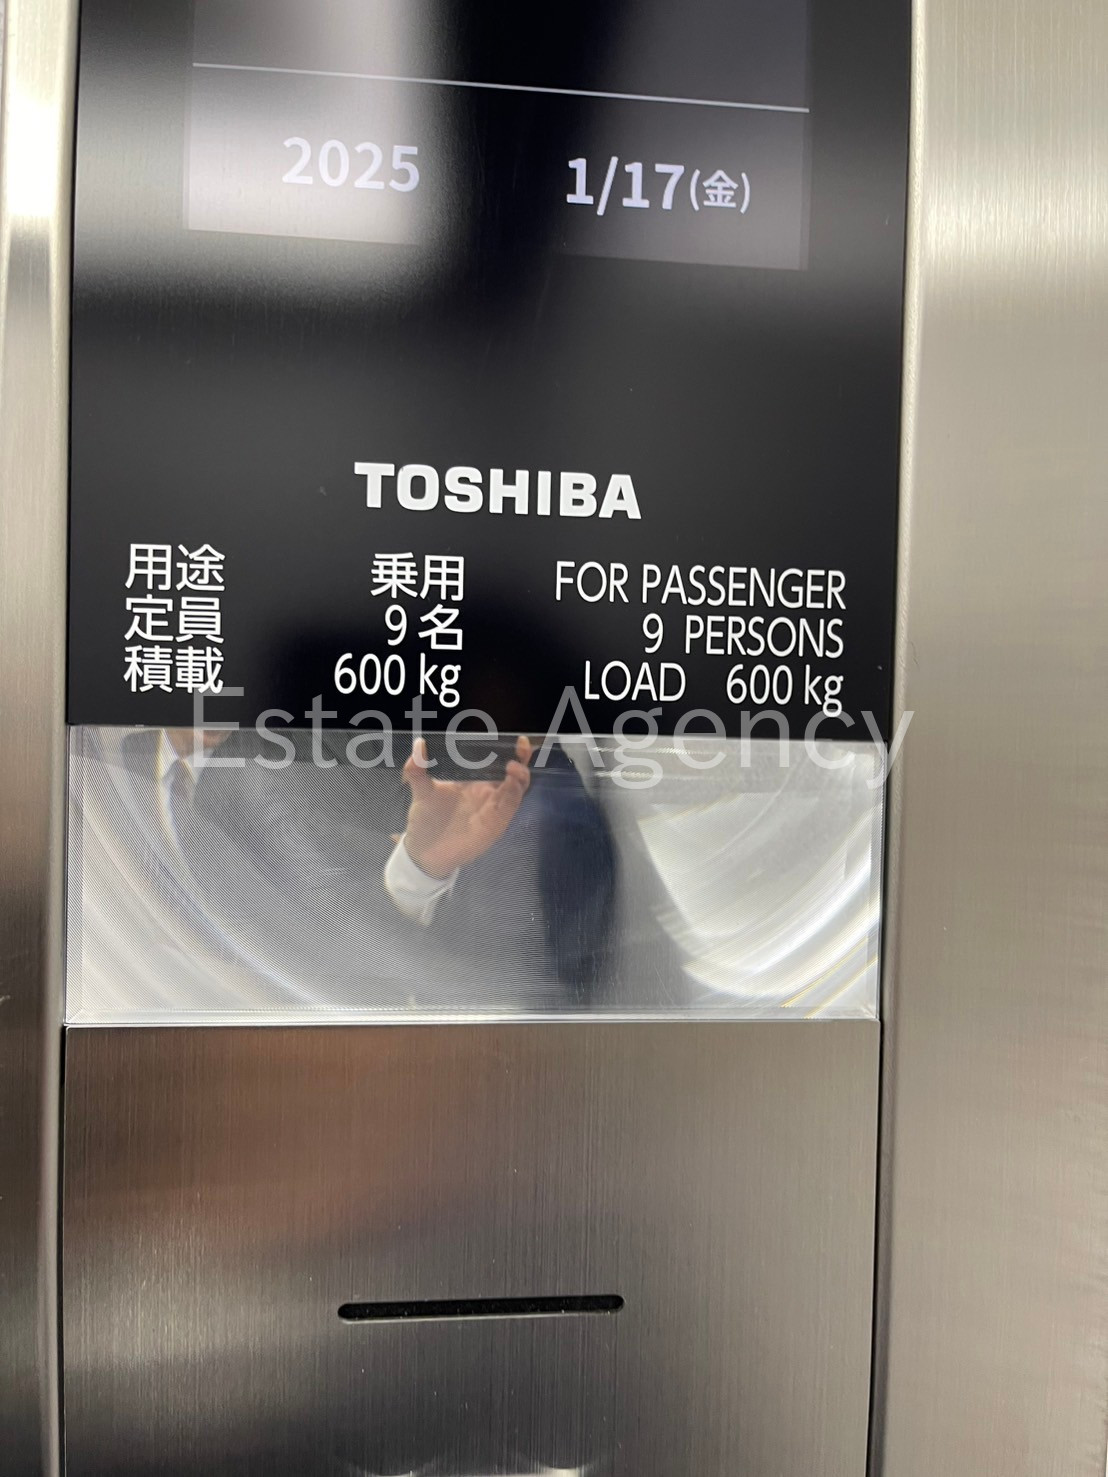 2025 1/17(金)
TOSHIBA
用途 乗用 FOR PASSENGER
定員 9名 9 PERSONS
積載 600 kg LOAD 600 kg
Estate Agency